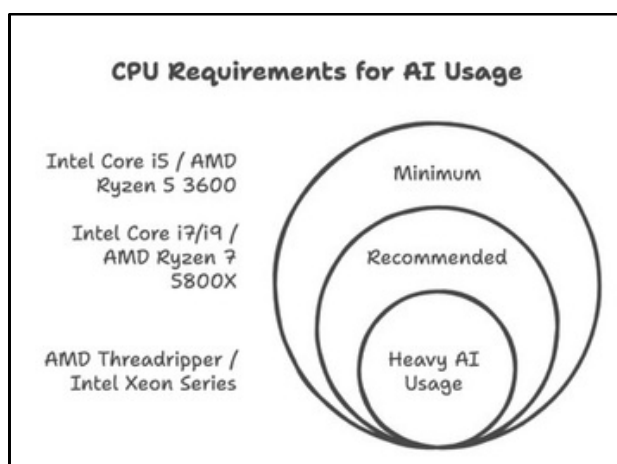 CPU Requirements for AI Usage
Intel Core i5 / AMD
Ryzen 5 3600
Minimum
Intel Core i7/i9 /
AMD Ryzen 7
5800X
Recommended
AMD Threadripper /
Intel Xeon Series
Heavy AI
Usage